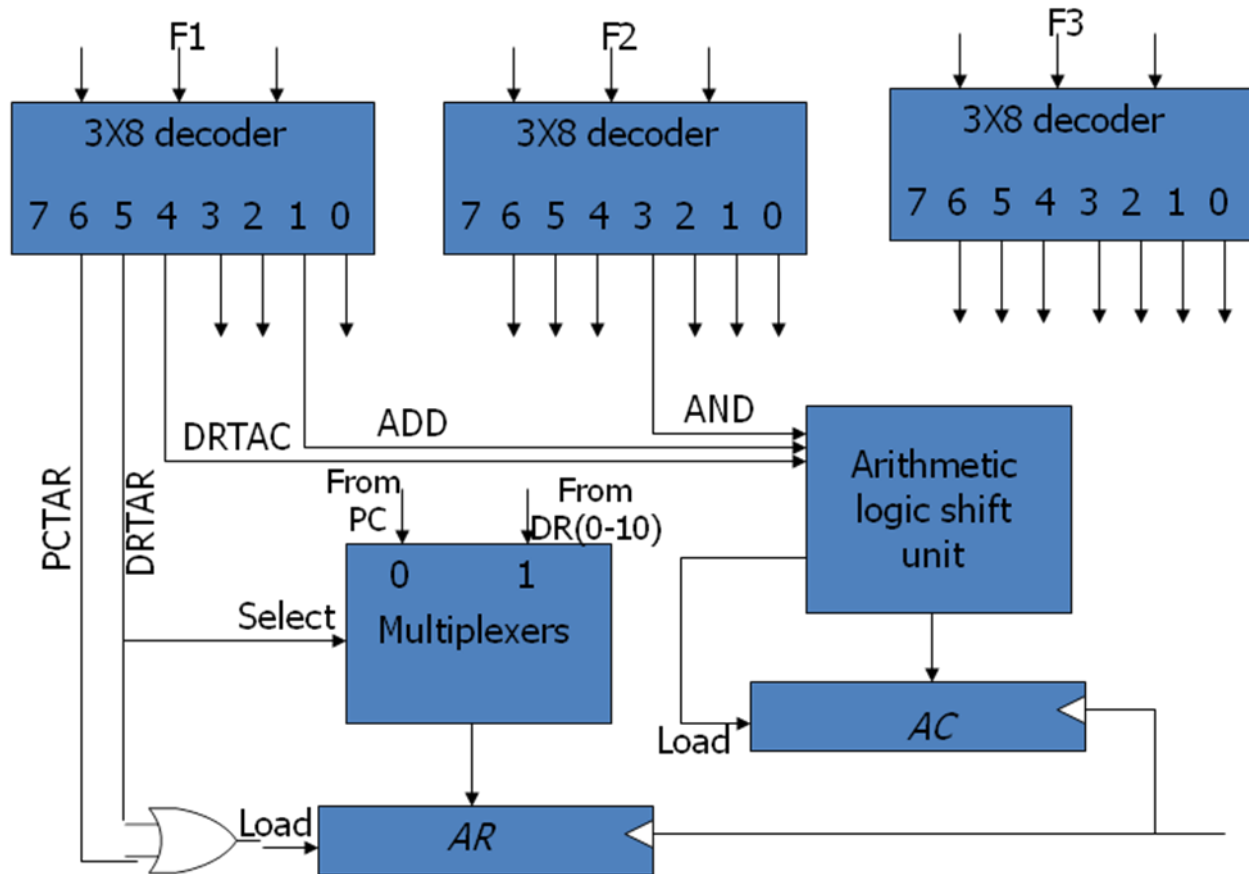 F1
F2
F3
3X8 decoder
3X8 decoder
3X8 decoder
7 6 5 4 3 2 1 0
7 6 5 4 3 2 1 0
7 6 5 4 3 2 1 0
PCTAR
DRTAR
DRTAC
ADD
AND
From
PC
From
DR(0-10)
Arithmetic
logic shift
unit
0 1
Select
Multiplexers
Load
AC
Load
AR